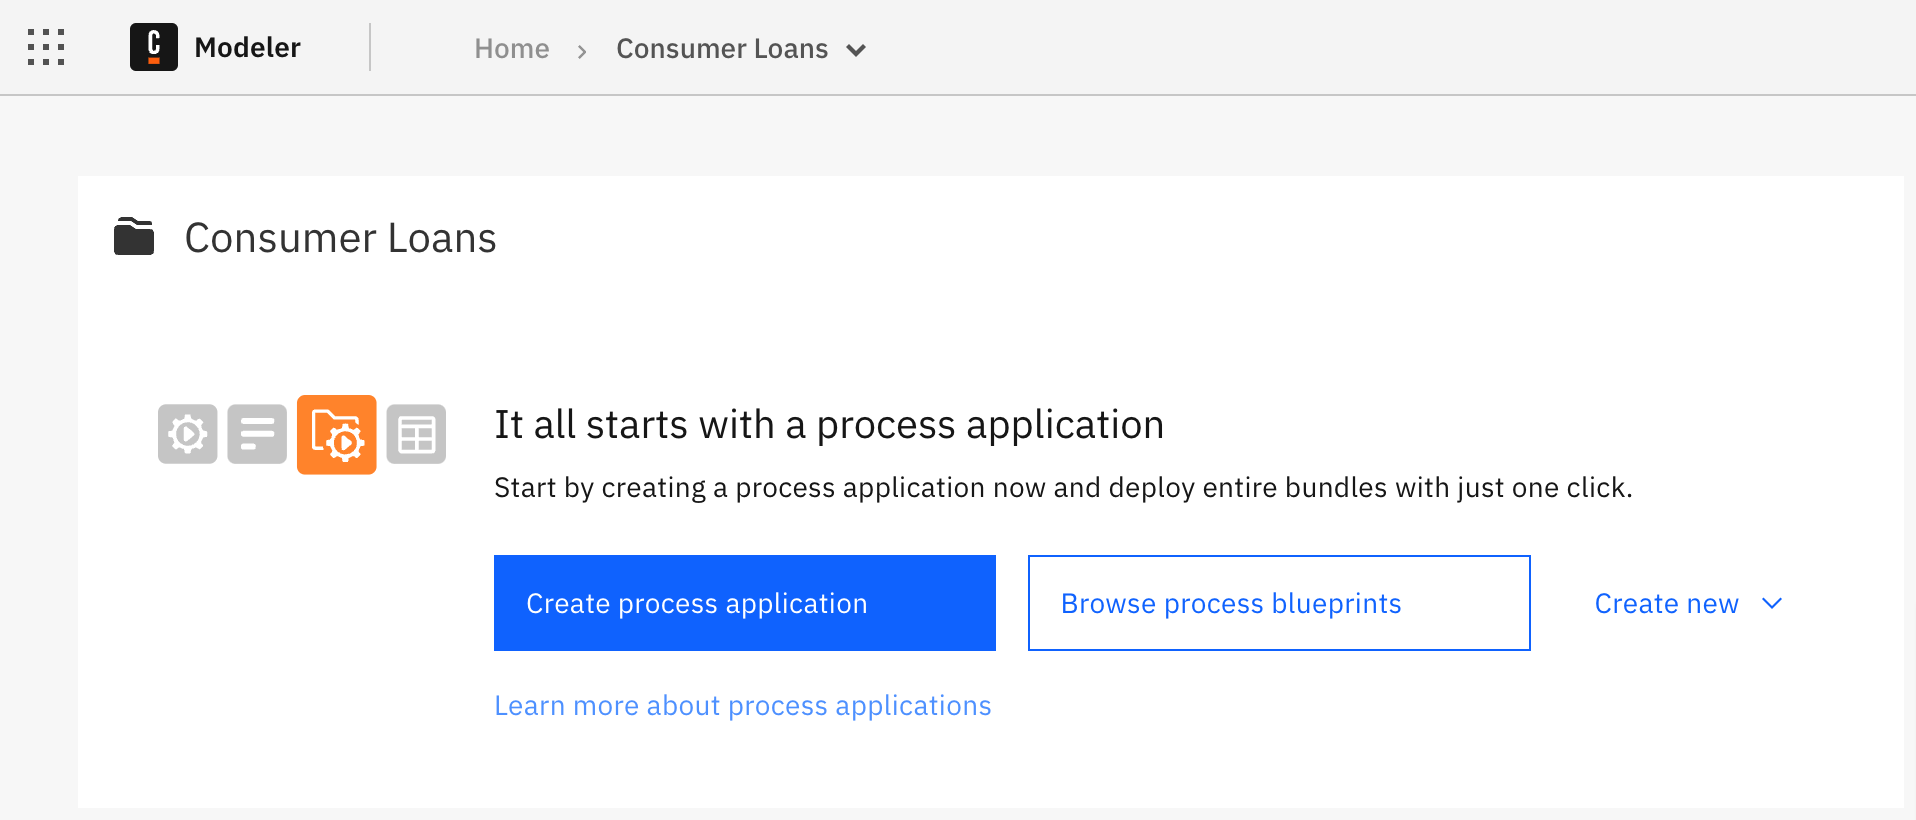 Modeler
Home
Consumer Loans
Consumer Loans
It all starts with a process application
Start by creating a process application now and deploy entire bundles with just one click.
Create process application
Browse process blueprints
Create new
Learn more about process applications